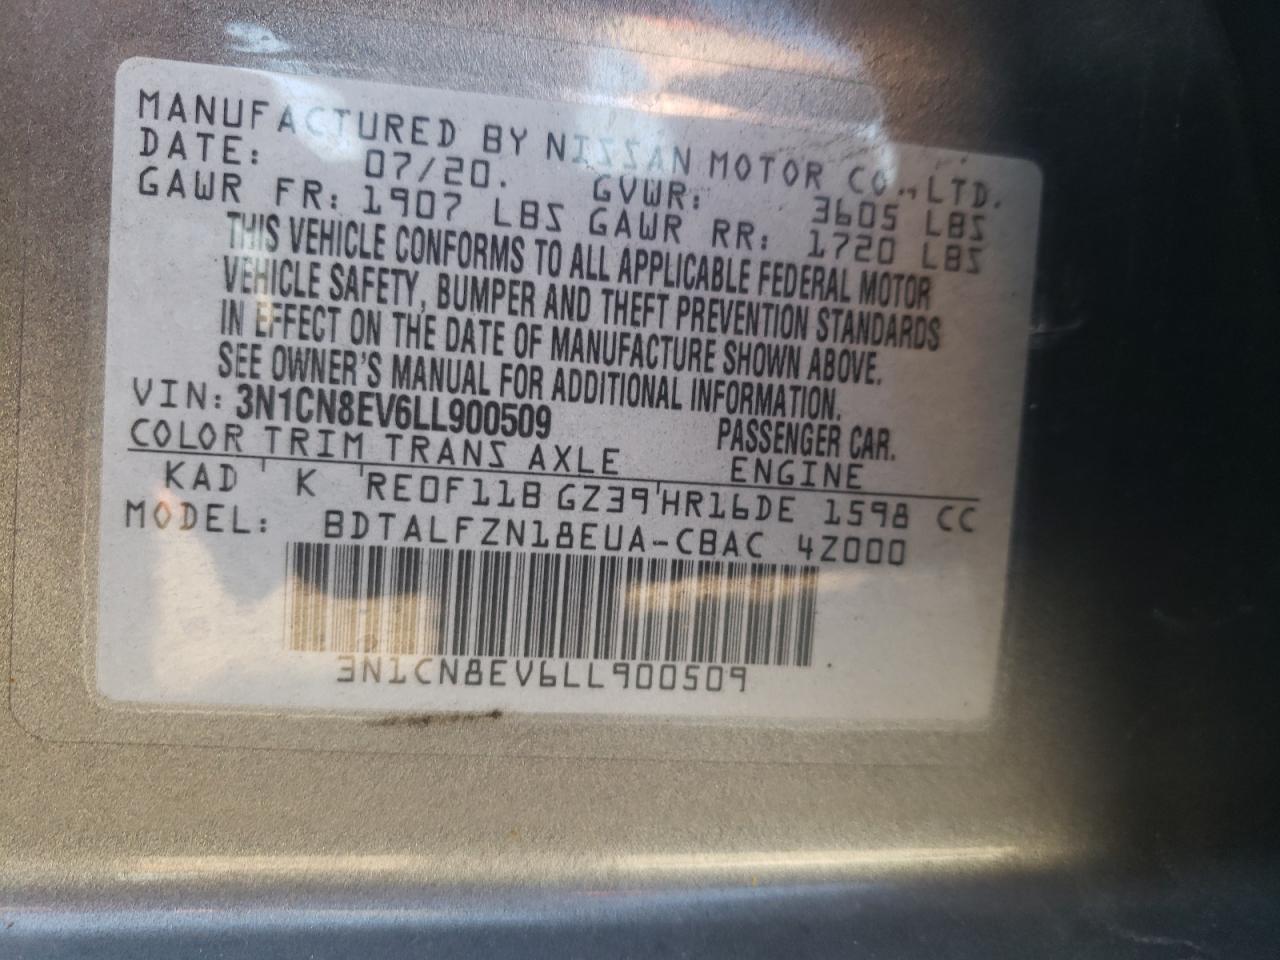 MANUFACTURED BY NISSAN MOTOR CO., LTD.
DATE: 07/20. GVWR: 3605 LBS
GAWR FR: 1907 LBS GAWR RR: 1720 LBS
THIS VEHICLE CONFORMS TO ALL APPLICABLE FEDERAL MOTOR
VEHICLE SAFETY, BUMPER AND THEFT PREVENTION STANDARDS
IN EFFECT ON THE DATE OF MANUFACTURE SHOWN ABOVE.
SEE OWNER'S MANUAL FOR ADDITIONAL INFORMATION.
VIN: 3N1CN8EV6LL900509 PASSENGER CAR.
COLOR TRIM TRANS AXLE ENGINE
KAD K RE0F11B GZ39 HR16DE 1598 CC
MODEL: BDTALFZN18EUA-CBAC 4Z000
3N1CN8EV6LL900509